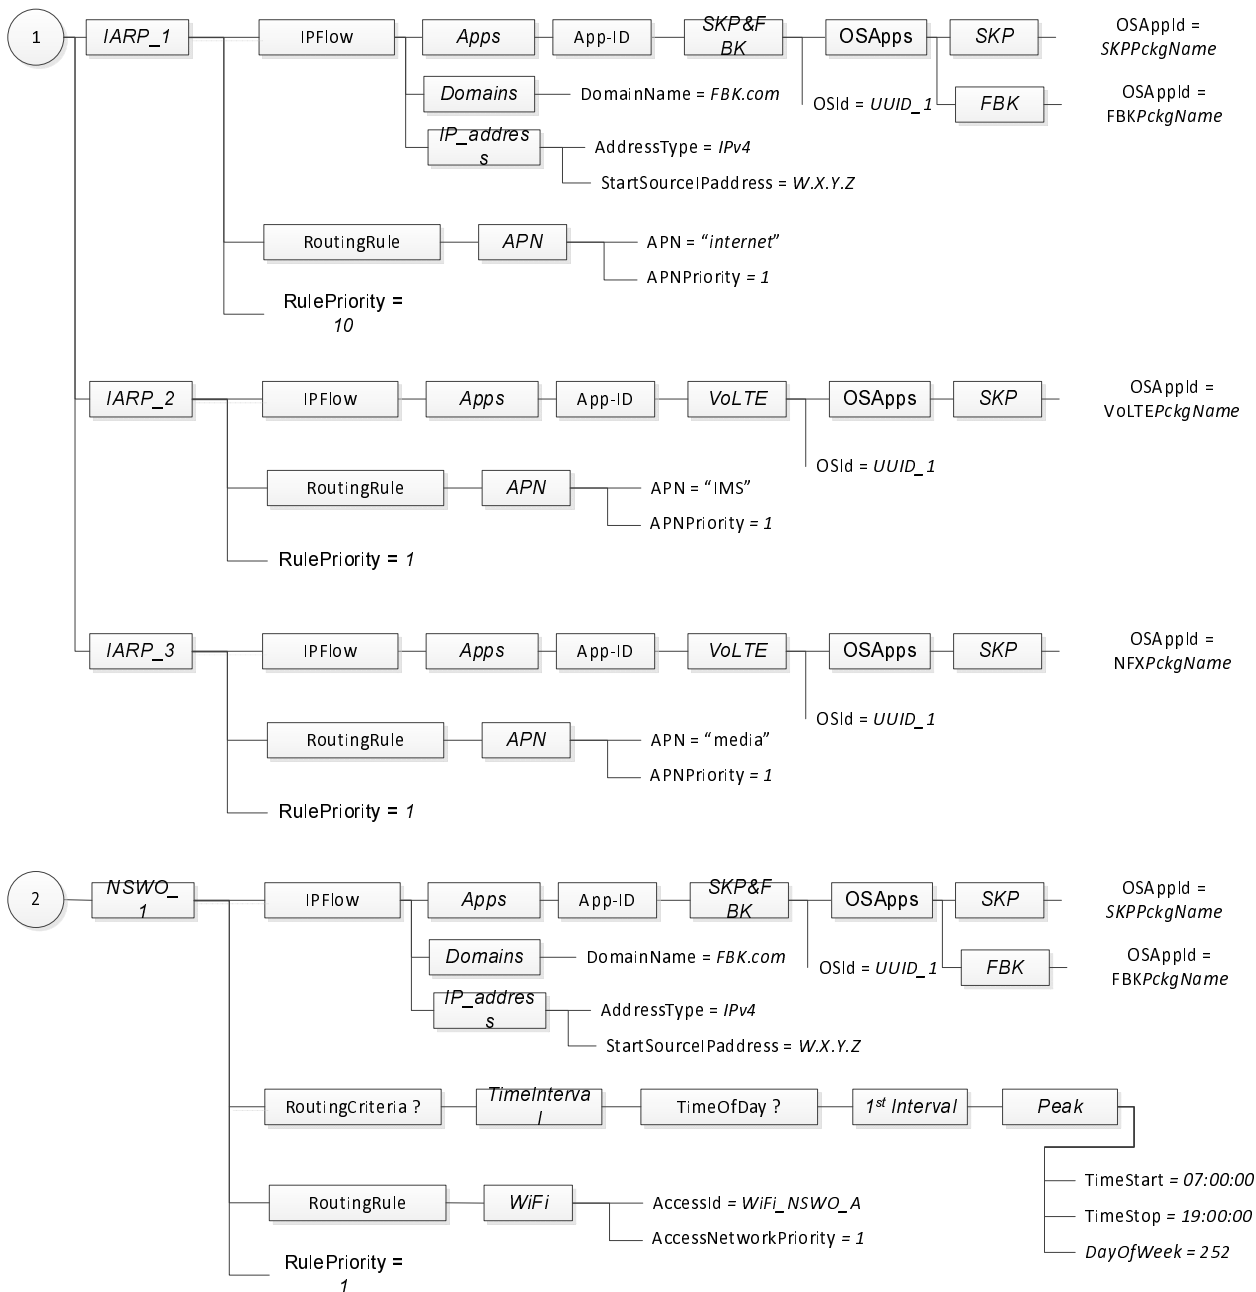 1
IARP_1
IPFlow
Apps
App-ID
SKP&F
BK
OSApps
SKP
OSAppId =
SKPPckgName
Domains
DomainName = FBK.com
OSId = UUID_1
FBK
OSAppId =
FBKPckgName
IP_addres
s
AddressType = IPv4
StartSourceIPaddress = W.X.Y.Z
RoutingRule
APN
APN = “internet”
APNPriority = 1
RulePriority =
10
IARP_2
IPFlow
Apps
App-ID
VoLTE
OSApps
SKP
OSAppId =
VoLTEPckgName
OSId = UUID_1
RoutingRule
APN
APN = “IMS”
APNPriority = 1
RulePriority = 1
IARP_3
IPFlow
Apps
App-ID
VoLTE
OSApps
SKP
OSAppId =
NFXPckgName
OSId = UUID_1
RoutingRule
APN
APN = “media”
APNPriority = 1
RulePriority = 1
2
NSWO_
1
IPFlow
Apps
App-ID
SKP&F
BK
OSApps
SKP
OSAppId =
SKPPckgName
Domains
DomainName = FBK.com
OSId = UUID_1
FBK
OSAppId =
FBKPckgName
IP_addres
s
AddressType = IPv4
StartSourceIPaddress = W.X.Y.Z
RoutingCriteria ?
TimeInterva
l
TimeOfDay ?
1st Interval
Peak
TimeStart = 07:00:00
TimeStop = 19:00:00
DayOfWeek = 252
RoutingRule
WiFi
AccessId = WiFi_NSWO_A
AccessNetworkPriority = 1
RulePriority =
1